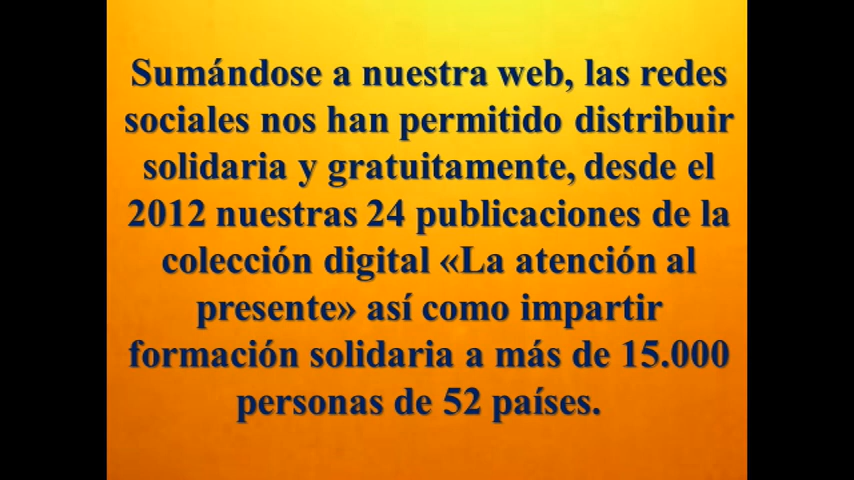 Sumándose a nuestra web, las redes
sociales nos han permitido distribuir
solidaria y gratuitamente, desde el
2012 nuestras 24 publicaciones de la
colección digital «La atención al
presente» así como impartir
formación solidaria a más de 15.000
personas de 52 países.